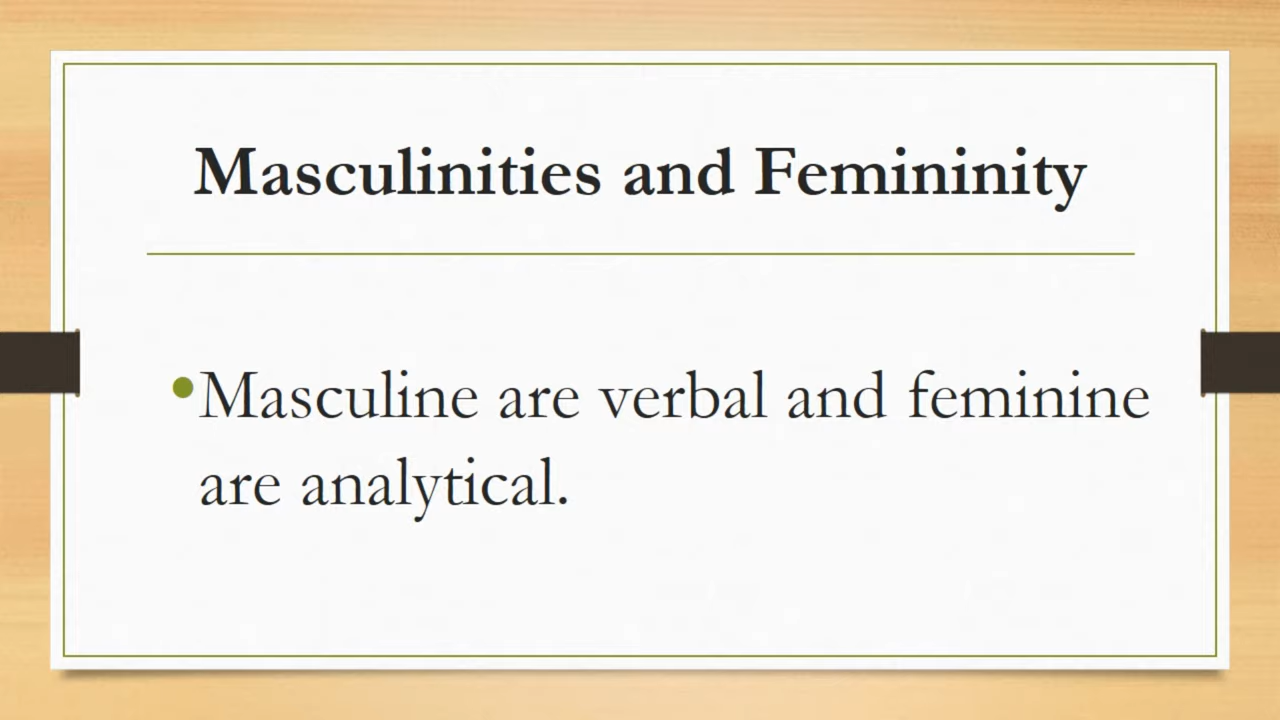 Masculinities and Femininity
•Masculine are verbal and feminine
are analytical.